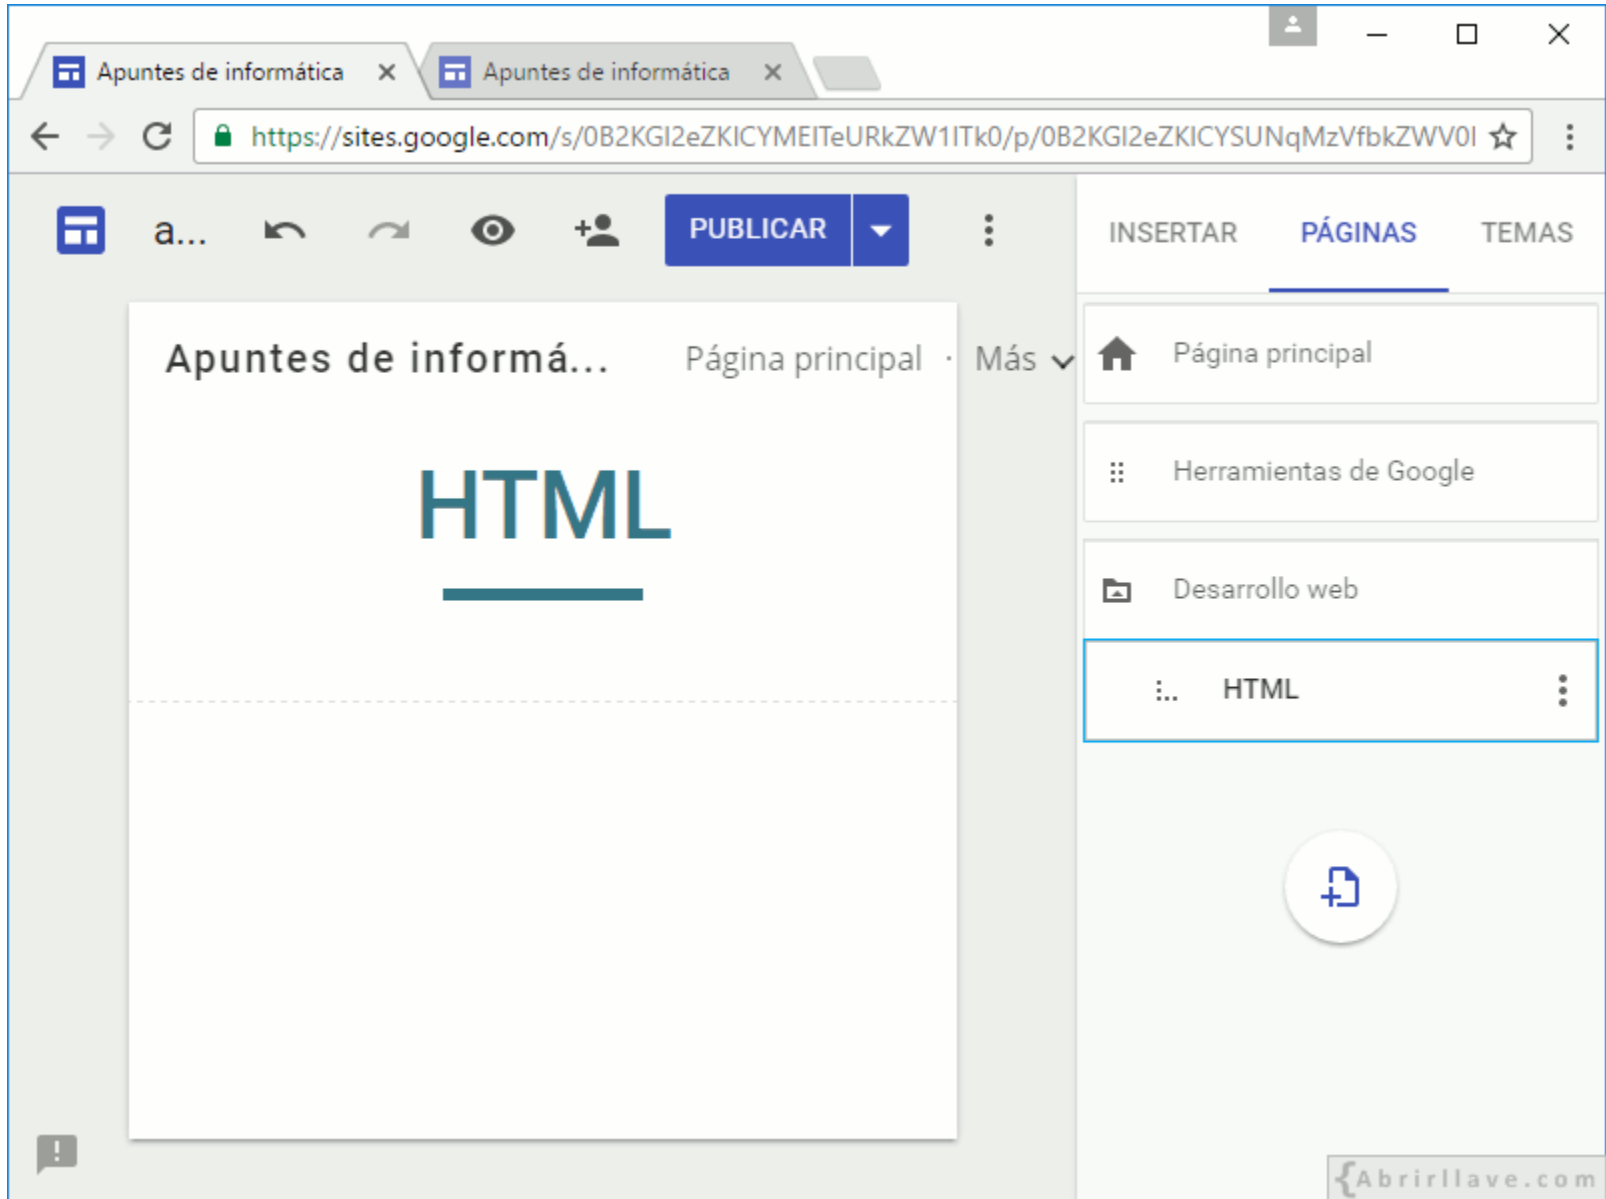 Apuntes de informática
Apuntes de informática
https://sites.google.com/s/0B2KGI2eZKICYMEITeURkZW1ITk0/p/0B2KGI2eZKICYSUNqMzVfbkZWV0I
a...
PUBLICAR
INSERTAR
PÁGINAS
TEMAS
Apuntes de informá...
Página principal · Más
HTML
Página principal
Herramientas de Google
Desarrollo web
HTML
{Abrirllave.com